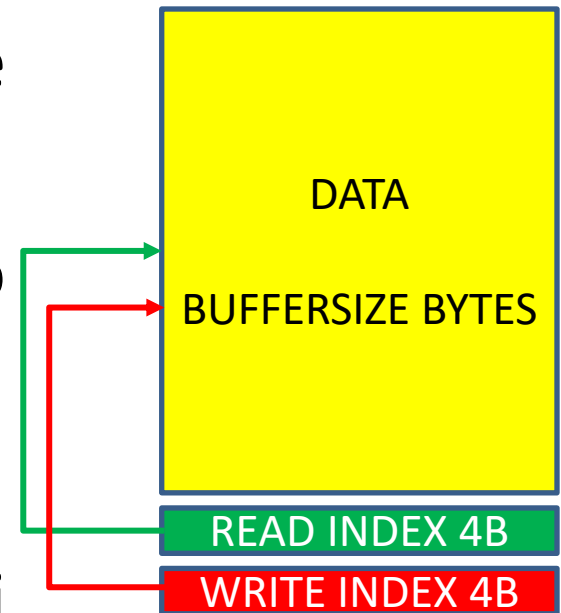 e
DATA
BUFFERSIZE BYTES
READ INDEX 4B
WRITE INDEX 4B